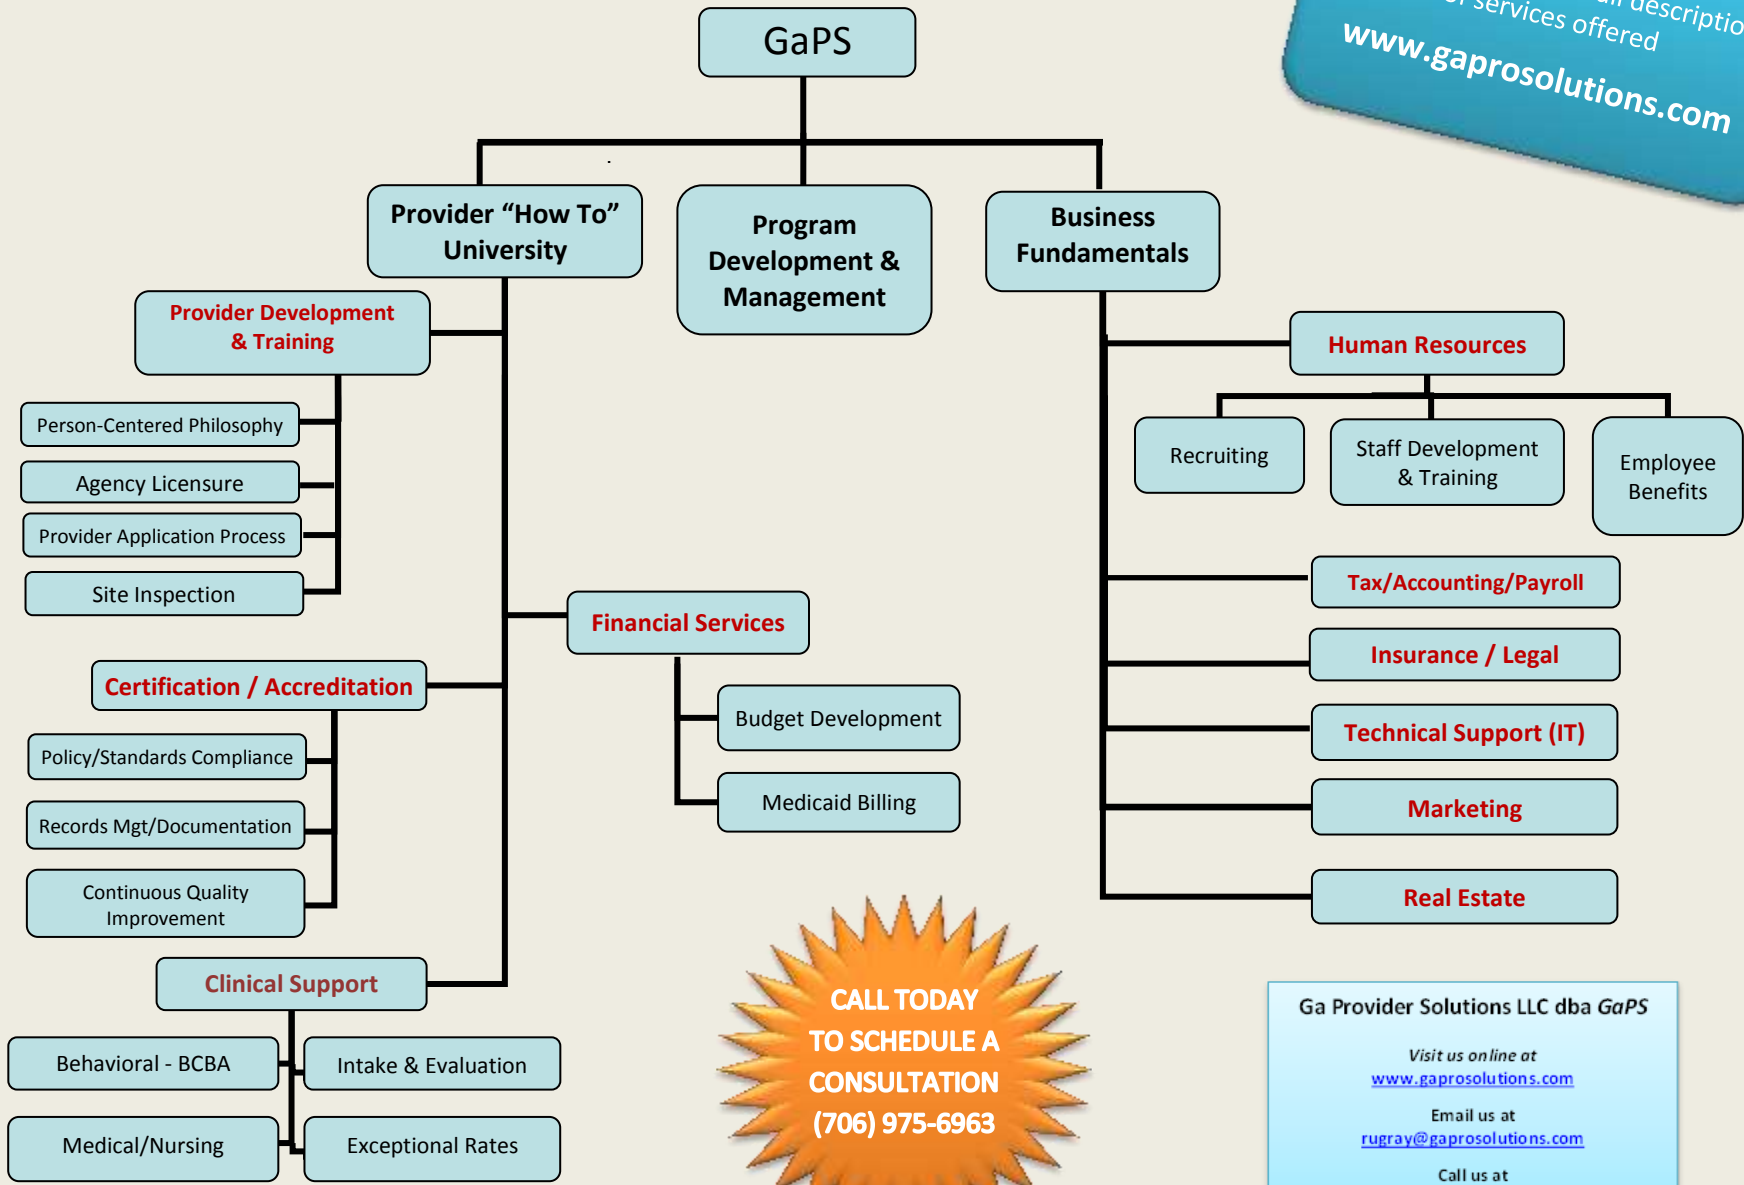 GaPS
descriptio
services offered
www.gaprosolutions.com
Provider “How To”
University
Program
Development &
Management
Business
Fundamentals
Provider Development
& Training
Person-Centered Philosophy
Agency Licensure
Provider Application Process
Site Inspection
Certification / Accreditation
Policy/Standards Compliance
Records Mgt/Documentation
Continuous Quality
Improvement
Clinical Support
Behavioral - BCBA
Intake & Evaluation
Medical/Nursing
Exceptional Rates
Financial Services
Budget Development
Medicaid Billing
Human Resources
Recruiting
Staff Development
& Training
Employee
Benefits
Tax/Accounting/Payroll
Insurance / Legal
Technical Support (IT)
Marketing
Real Estate
CALL TODAY
TO SCHEDULE A
CONSULTATION
(706) 975-6963
Ga Provider Solutions LLC dba GaPS
Visit us online at
www.gaprosolutions.com
Email us at
rugray@gaprosolutions.com
Call us at